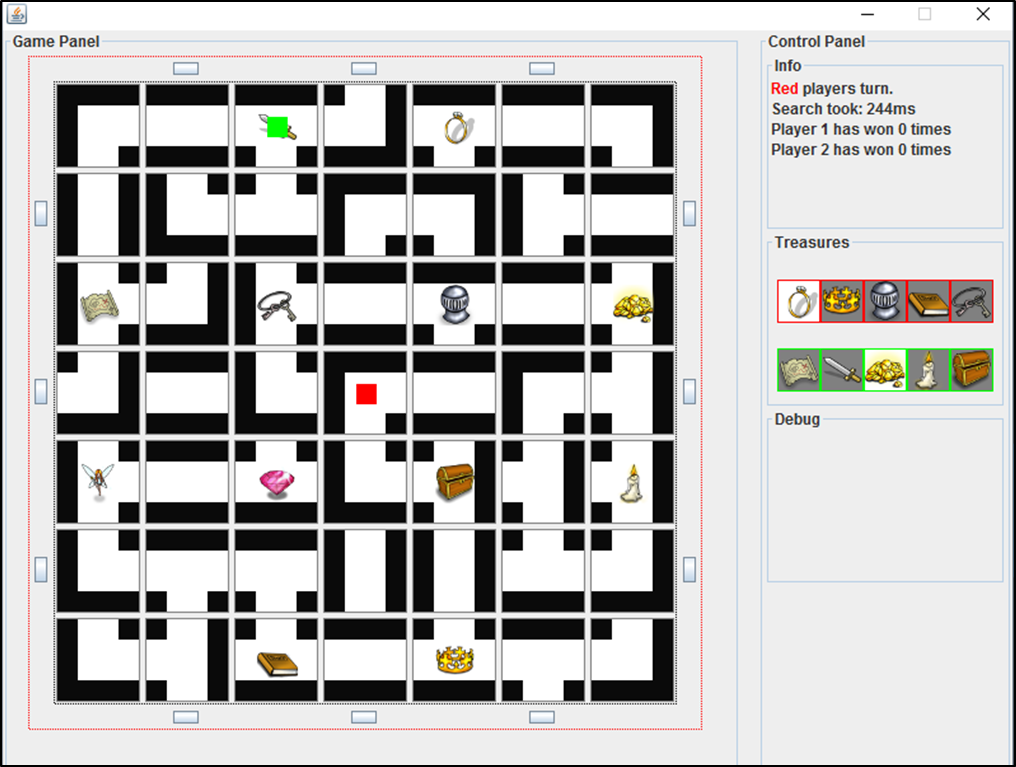 Game Panel
Control Panel
Info
Red players turn.
Search took: 244ms
Player 1 has won 0 times
Player 2 has won 0 times
Treasures
Debug